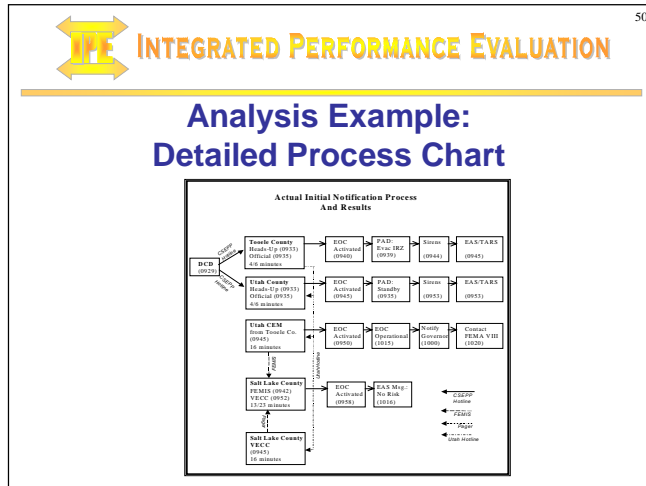 50
IPE
INTEGRATED PERFORMANCE EVALUATION
Analysis Example:
Detailed Process Chart
Actual Initial Notification Process
And Results
DCD
(0929)
CSEPP
Hotline
CSEPP
Hotline
Tooele County
Heads-Up (0933)
Official (0935)
4/6 minutes
EOC
Activated
(0940)
PAD:
Evac IRZ
(0939)
Sirens
(0944)
EAS/TARS
(0945)
Utah County
Heads-Up (0933)
Official (0935)
4/6 minutes
EOC
Activated
(0945)
PAD:
Standby
(0935)
Sirens
(0953)
EAS/TARS
(0953)
Utah CEM
from Tooele Co.
(0945)
16 minutes
EOC
Activated
(0950)
EOC
Operational
(1015)
Notify
Governor
(1000)
Contact
FEMA VIII
(1020)
FEMIS
Utah Hotline
Salt Lake County
FEMIS (0942)
VECC (0952)
13/23 minutes
EOC
Activated
(0958)
EAS Msg.:
No Risk
(1016)
Pager
Salt Lake County
VECC
(0945)
16 minutes
CSEPP
Hotline
FEMIS
Pager
Utah Hotline